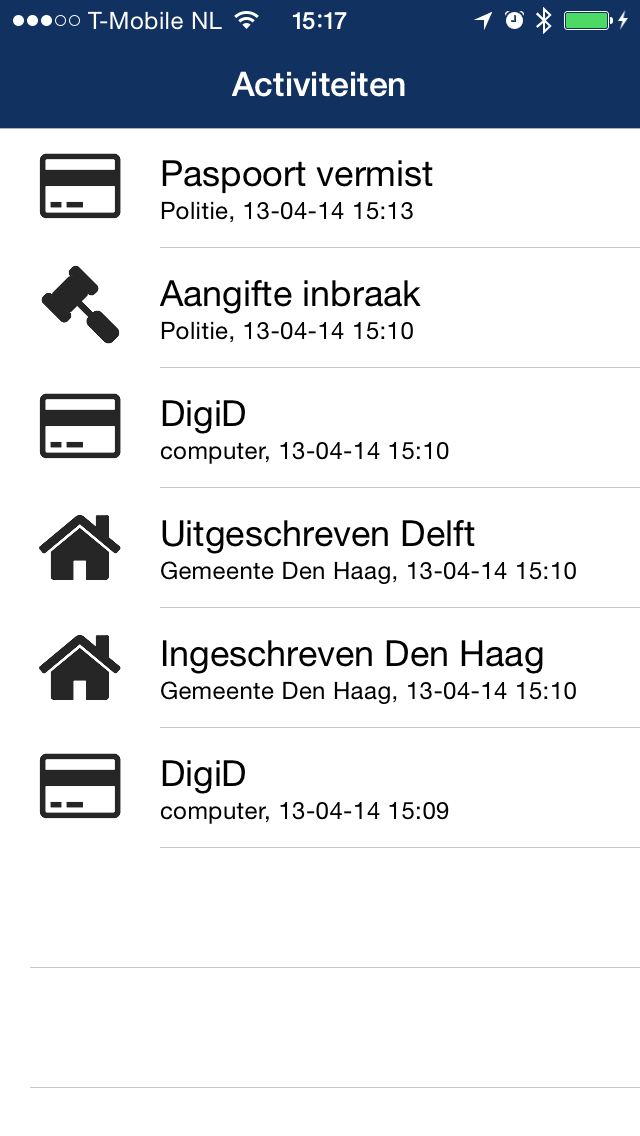 T-Mobile NL 15:17
Activiteiten
Paspoort vermist
Politie, 13-04-14 15:13
Aangifte inbraak
Politie, 13-04-14 15:10
DigiD
computer, 13-04-14 15:10
Uitgeschreven Delft
Gemeente Den Haag, 13-04-14 15:10
Ingeschreven Den Haag
Gemeente Den Haag, 13-04-14 15:10
DigiD
computer, 13-04-14 15:09